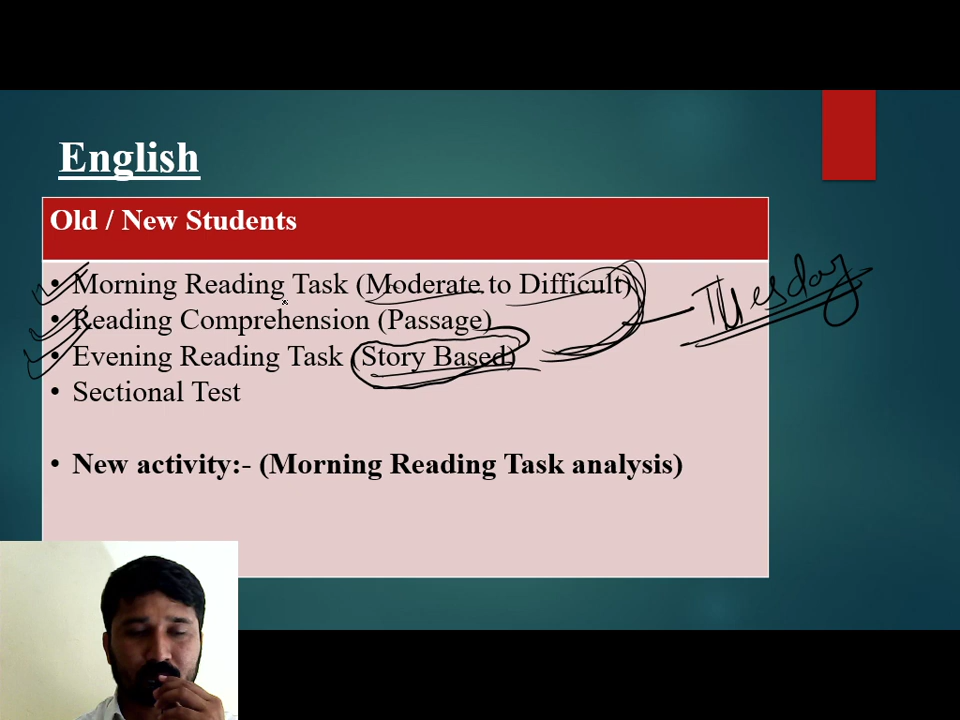 English
Old / New Students
• Morning Reading Task (Moderate to Difficult)
• Reading Comprehension (Passage)
• Evening Reading Task (Story Based)
• Sectional Test
• New activity:- (Morning Reading Task analysis)
Tuesday